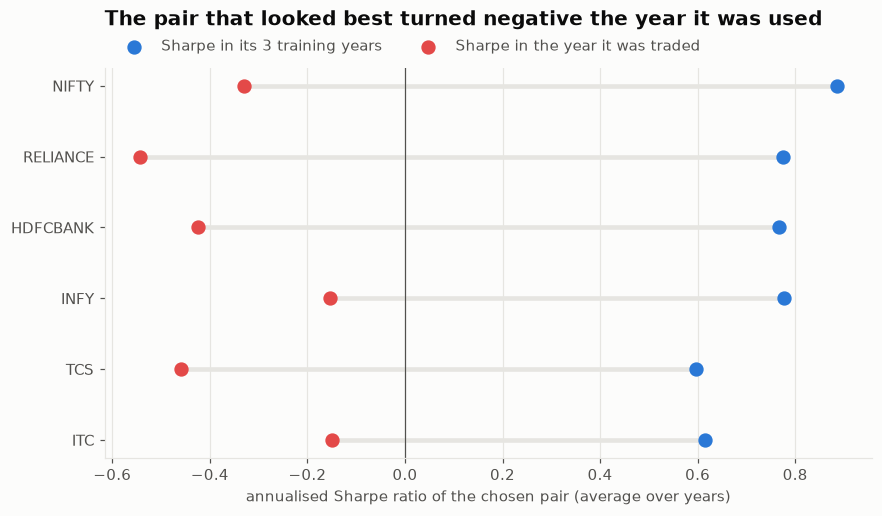 The pair that looked best turned negative the year it was used
Sharpe in its 3 training years
Sharpe in the year it was traded
NIFTY
RELIANCE
HDFCBANK
INFY
TCS
ITC
−0.6 −0.4 −0.2 0.0 0.2 0.4 0.6 0.8
annualised Sharpe ratio of the chosen pair (average over years)